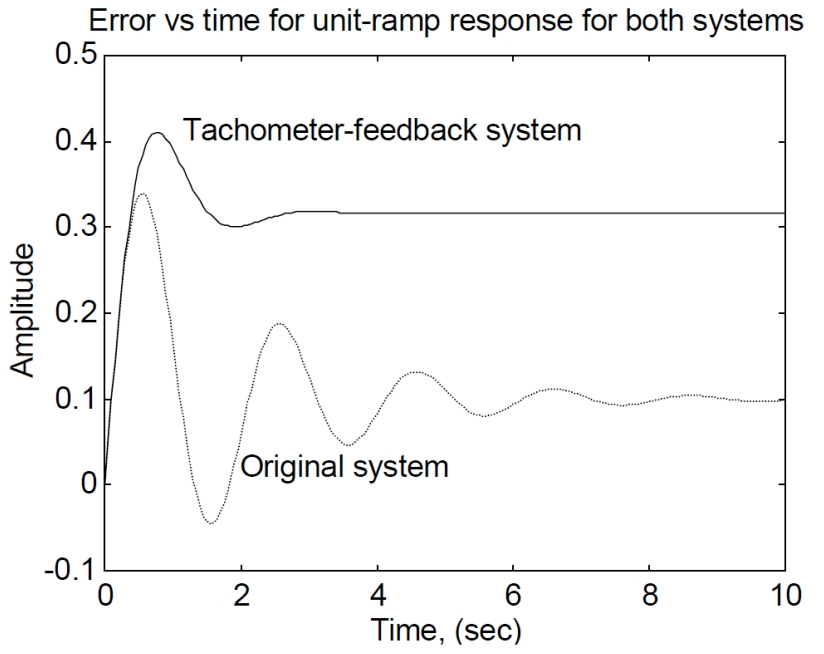 Error vs time for unit-ramp response for both systems
0.5
0.4
0.3
0.2
0.1
0
-0.1
Amplitude
Tachometer-feedback system
Original system
0 2 4 6 8 10
Time, (sec)